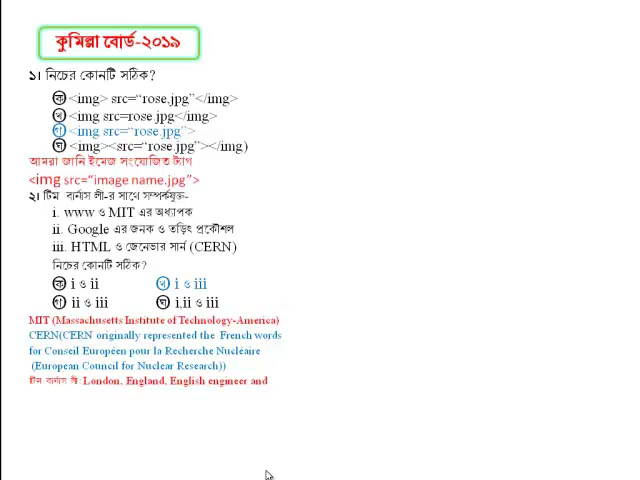 কুমিল্লা বোর্ড-২০১৯
১। নিচের কোনটি সঠিক?
ক <img> src=“rose.jpg”</img>
খ <img src=rose.jpg</img>
গ <img src=“rose.jpg”>
ঘ <img><src=“rose.jpg”></img)
আমরা জানি ইমেজ সংযোজিত ট্যাগ
<img src=“image name.jpg”>
২। টিম বার্নাস লী-র সাথে সম্পর্কযুক্ত-
i. www ও MIT এর অধ্যাপক
ii. Google এর জনক ও তড়িৎ প্রকৌশল
iii. HTML ও জেনেভার সার্ন (CERN)
নিচের কোনটি সঠিক?
ক i ও ii খ i ও iii
গ ii ও iii ঘ i,ii ও iii
MIT (Massachusetts Institute of Technology-America)
CERN(CERN originally represented the French words
for Conseil Européen pour la Recherche Nucléaire
(European Council for Nuclear Research))
টিম বার্নাস লী: London, England, English engineer and